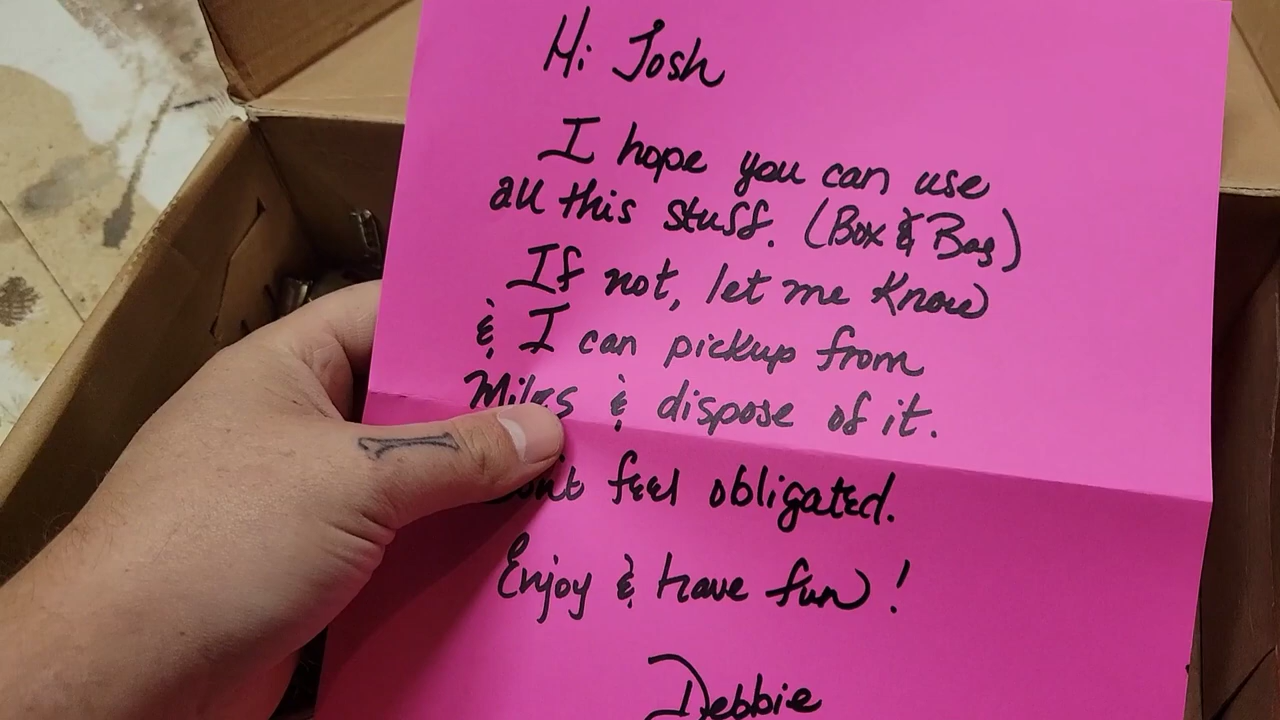 Hi Josh
I hope you can use
all this stuff. (Box & Bag)
If not, let me know
& I can pickup from
Miles & dispose of it.
Don't feel obligated.
Enjoy & have fun!
Debbie